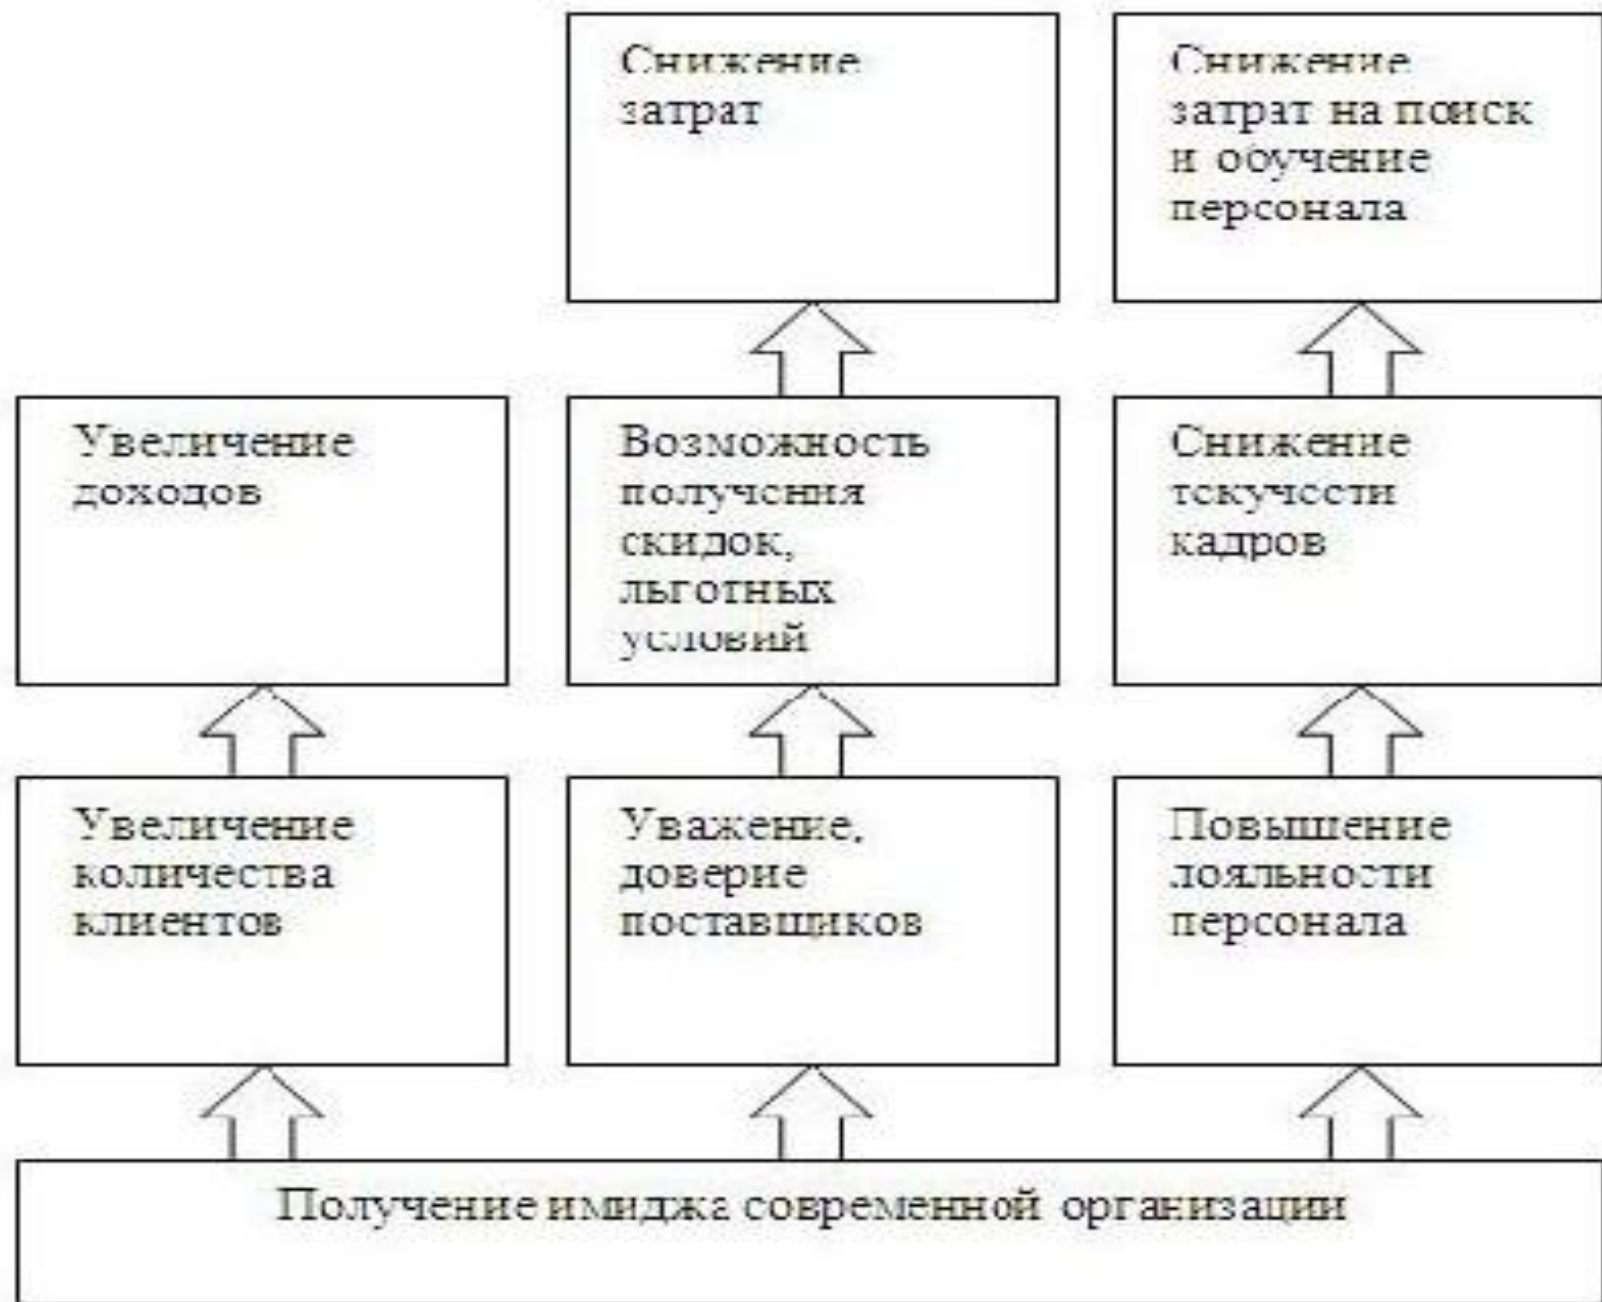 Снижение
затрат
Снижение
затрат на поиск
и обучение
персонала
Увеличение
доходов
Возможность
получения
скидок,
льготных
условий
Снижение
текучести
кадров
Увеличение
количества
клиентов
Уважение,
доверие
поставщиков
Повышение
лояльности
персонала
Получение имиджа современной организации